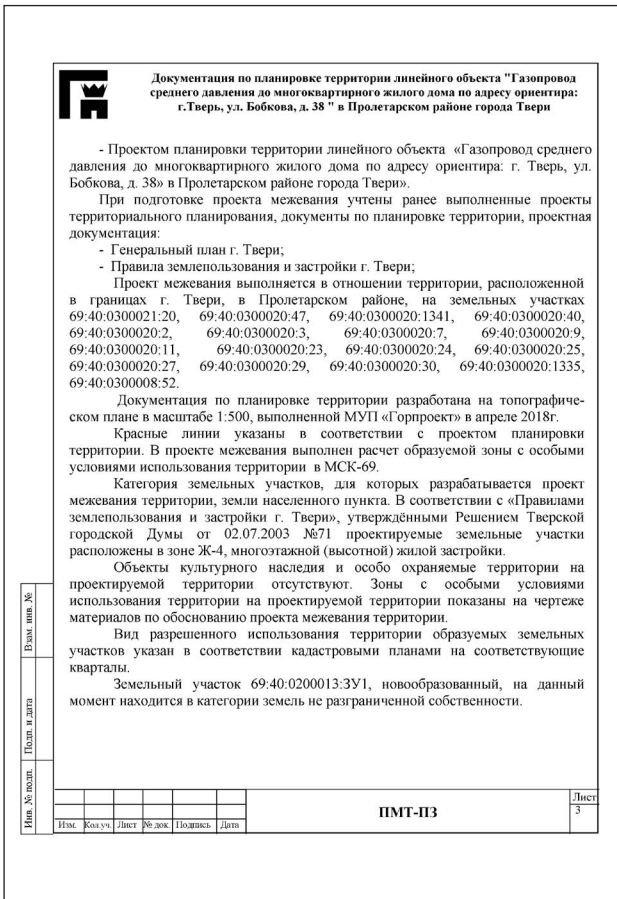 Документация по планировке территории линейного объекта "Газопровод
среднего давления до многоквартирного жилого дома по адресу ориентира:
г.Тверь, ул. Бобкова, д. 38 " в Пролетарском районе города Твери
- Проектом планировки территории линейного объекта «Газопровод среднего
давления до многоквартирного жилого дома по адресу ориентира: г. Тверь, ул.
Бобкова, д. 38» в Пролетарском районе города Твери».
При подготовке проекта межевания учтены ранее выполненные проекты
территориального планирования, документы по планировке территории, проектная
документация:
- Генеральный план г. Твери;
- Правила землепользования и застройки г. Твери;
Проект межевания выполняется в отношении территории, расположенной
в границах г. Твери, в Пролетарском районе, на земельных участках
69:40:0300021:20, 69:40:0300020:47, 69:40:0300020:1341, 69:40:0300020:40,
69:40:0300020:2, 69:40:0300020:3, 69:40:0300020:7, 69:40:0300020:9,
69:40:0300020:11, 69:40:0300020:23, 69:40:0300020:24, 69:40:0300020:25,
69:40:0300020:27, 69:40:0300020:29, 69:40:0300020:30, 69:40:0300020:1335,
69:40:0300008:52.
Документация по планировке территории разработана на топографиче-
ском плане в масштабе 1:500, выполненной МУП «Горпроект» в апреле 2018г.
Красные линии указаны в соответствии с проектом планировки
территории. В проекте межевания выполнен расчет образуемой зоны с особыми
условиями использования территории в МСК-69.
Категория земельных участков, для которых разрабатывается проект
межевания территории, земли населенного пункта. В соответствии с «Правилами
землепользования и застройки г. Твери», утверждёнными Решением Тверской
городской Думы от 02.07.2003 №71 проектируемые земельные участки
расположены в зоне Ж-4, многоэтажной (высотной) жилой застройки.
Объекты культурного наследия и особо охраняемые территории на
проектируемой территории отсутствуют. Зоны с особыми условиями
использования территории на проектируемой территории показаны на чертеже
материалов по обоснованию проекта межевания территории.
Вид разрешенного использования территории образуемых земельных
участков указан в соответствии кадастровыми планами на соответствующие
кварталы.
Земельный участок 69:40:0200013:ЗУ1, новообразованный, на данный
момент находится в категории земель не разграниченной собственности.
Взам. инв. №
Подп. и дата
Инв. № подп.
Изм. Кол.уч. Лист № док. Подпись Дата
ПМТ-ПЗ
Лист
3